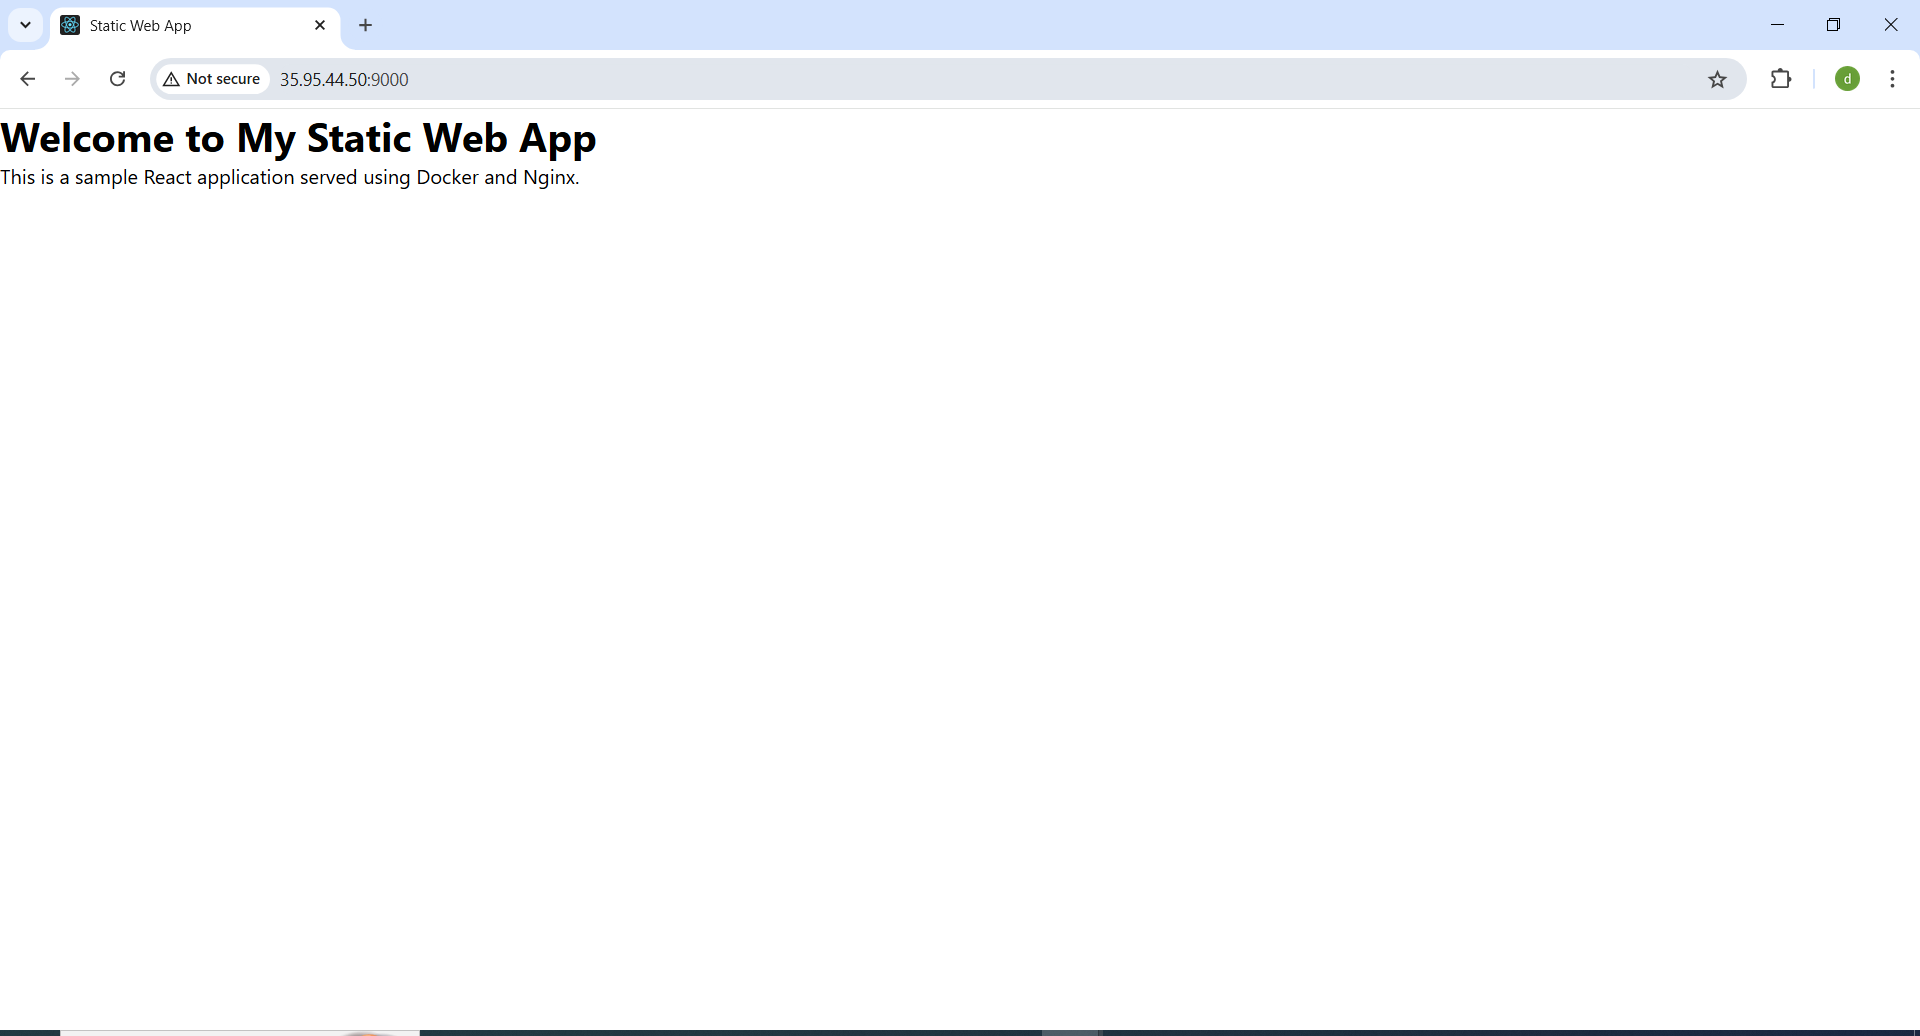 Static Web App
Not secure
35.95.44.50:9000
d
Welcome to My Static Web App
This is a sample React application served using Docker and Nginx.